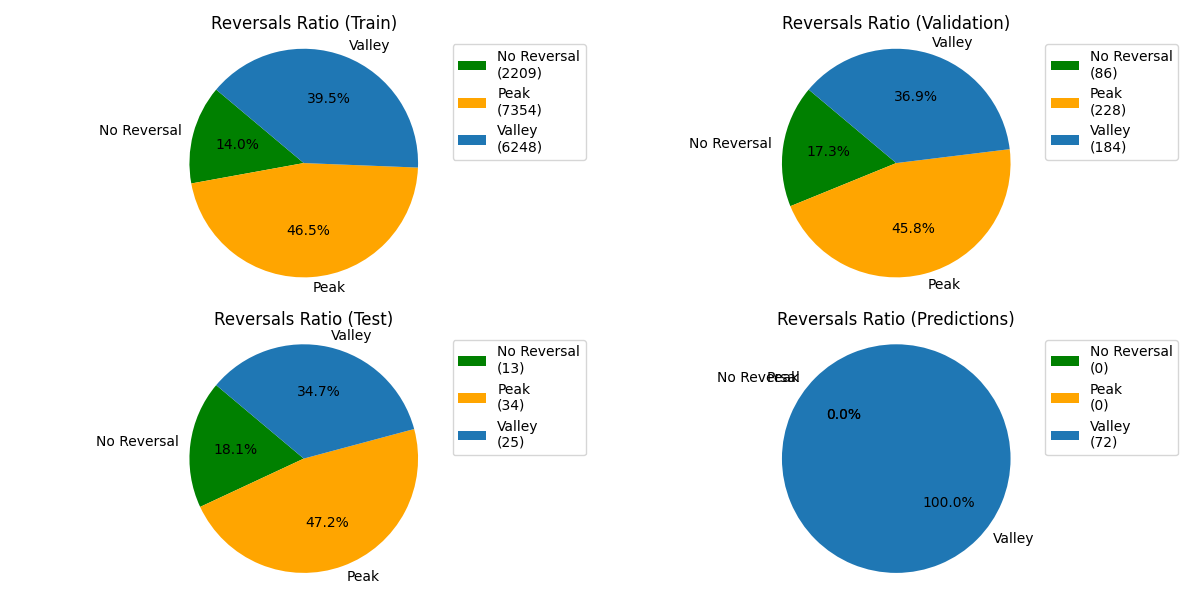 Reversals Ratio (Train)
Valley
39.5%
No Reversal
14.0%
46.5%
Peak
No Reversal
(2209)
Peak
(7354)
Valley
(6248)
Reversals Ratio (Validation)
Valley
36.9%
No Reversal
17.3%
45.8%
Peak
No Reversal
(86)
Peak
(228)
Valley
(184)
Reversals Ratio (Test)
Valley
34.7%
No Reversal
18.1%
47.2%
Peak
No Reversal
(13)
Peak
(34)
Valley
(25)
Reversals Ratio (Predictions)
No Reversal
Peak
0.0%
0.0%
100.0%
Valley
No Reversal
(0)
Peak
(0)
Valley
(72)